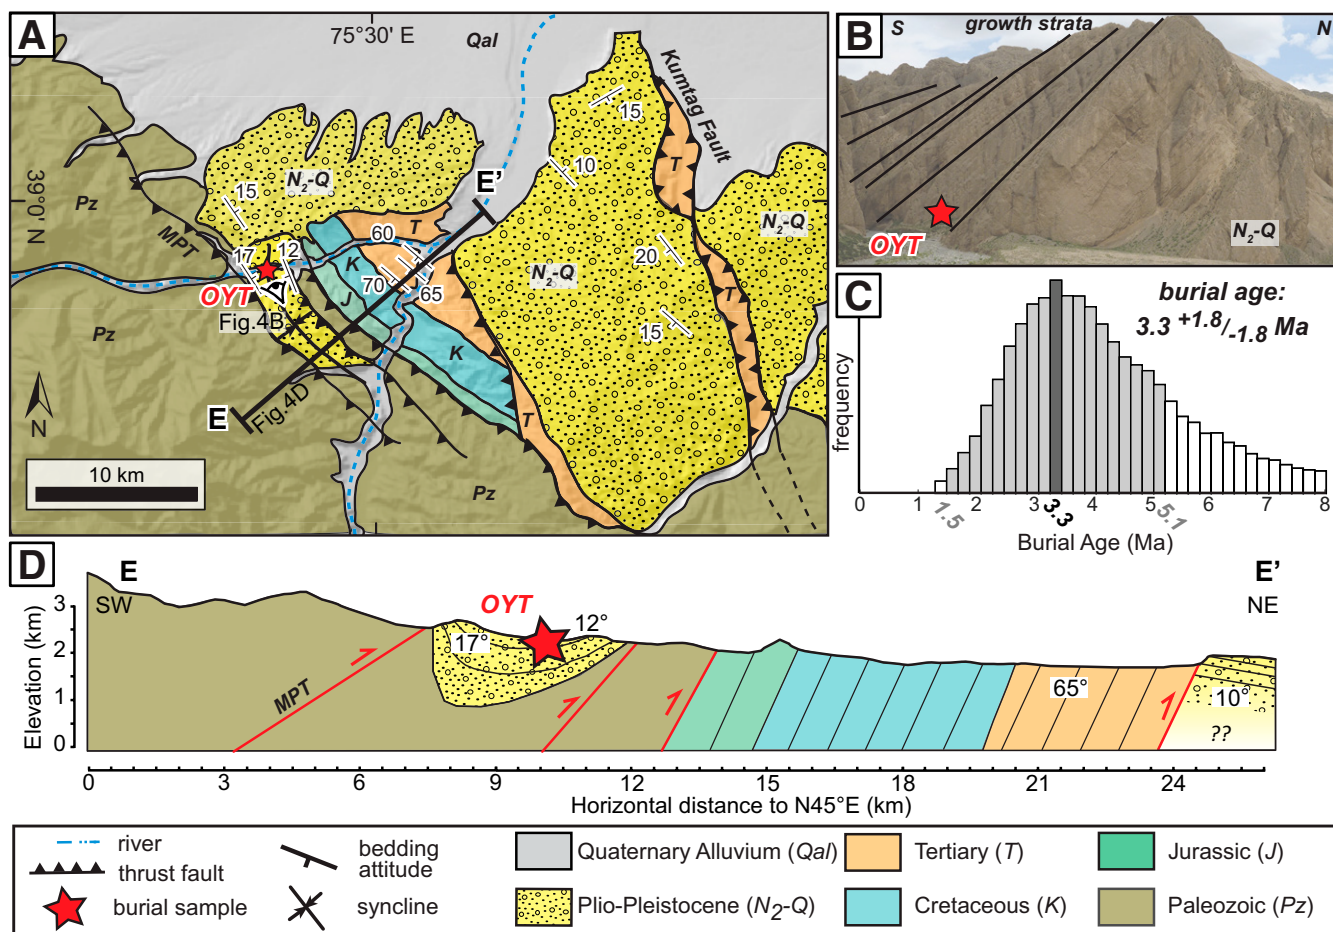 A
75°30' E
Qal
39°0' N
Pz
15
N2-Q
MPT
17
12
OYT
Fig.4B
K
J
T
60
70
65
E'
E
Fig.4D
K
T
Pz
Pz
15
10
N2-Q
20
15
Kumtag Fault
T
T
N2-Q
N
10 km
B
S
growth strata
N
OYT
N2-Q
C
burial age:
3.3 +1.8/-1.8 Ma
frequency
0 1 2 3 4 5 6 7 8
1.5 3.3 5.1
Burial Age (Ma)
D
E
SW
E'
NE
Elevation (km)
3
2
1
0
MPT
17°
OYT
12°
65°
10°
??
0 3 6 9 12 15 18 21 24
Horizontal distance to N45°E (km)
river
thrust fault
burial sample
bedding
attitude
syncline
Quaternary Alluvium (Qal)
Plio-Pleistocene (N2-Q)
Tertiary (T)
Cretaceous (K)
Jurassic (J)
Paleozoic (Pz)